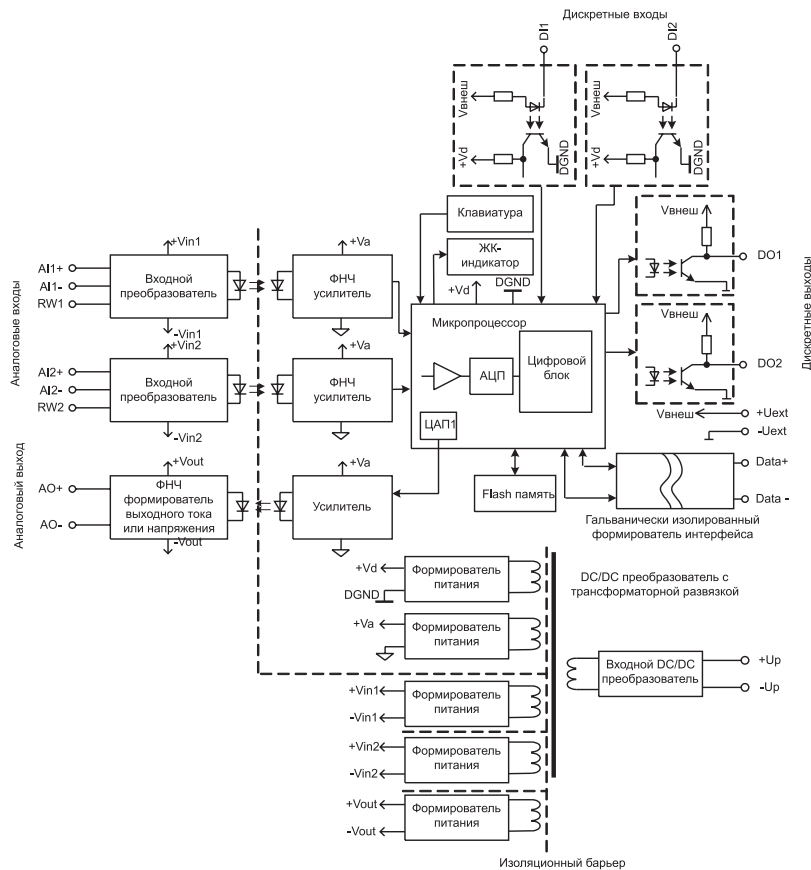 Дискретные входы
DI1
DI2
Vвнеш
+Vd
DGND
Vвнеш
+Vd
DGND
Клавиатура
ЖК-
индикатор
+Vd
DGND
Vвнеш
DO1
Vвнеш
DO2
Дискретные выходы
Vвнеш
+Uext
-Uext
Аналоговые входы
AI1+
AI1-
RW1
+Vin1
Входной
преобразователь
-Vin1
+Va
ФНЧ
усилитель
AI2+
AI2-
RW2
+Vin2
Входной
преобразователь
-Vin2
+Va
ФНЧ
усилитель
Микропроцессор
АЦП
Цифровой
блок
ЦАП1
Аналоговый выход
AO+
AO-
+Vout
ФНЧ
формирователь
выходного тока
или напряжения
-Vout
+Va
Усилитель
Flash память
Data+
Data -
Гальванически изолированный
формирователь интерфейса
+Vd
DGND
Формирователь
питания
DC/DC преобразователь с
трансформаторной развязкой
+Va
Формирователь
питания
Входной DC/DC
преобразователь
+Up
-Up
+Vin1
-Vin1
Формирователь
питания
+Vin2
-Vin2
Формирователь
питания
+Vout
-Vout
Формирователь
питания
Изоляционный барьер